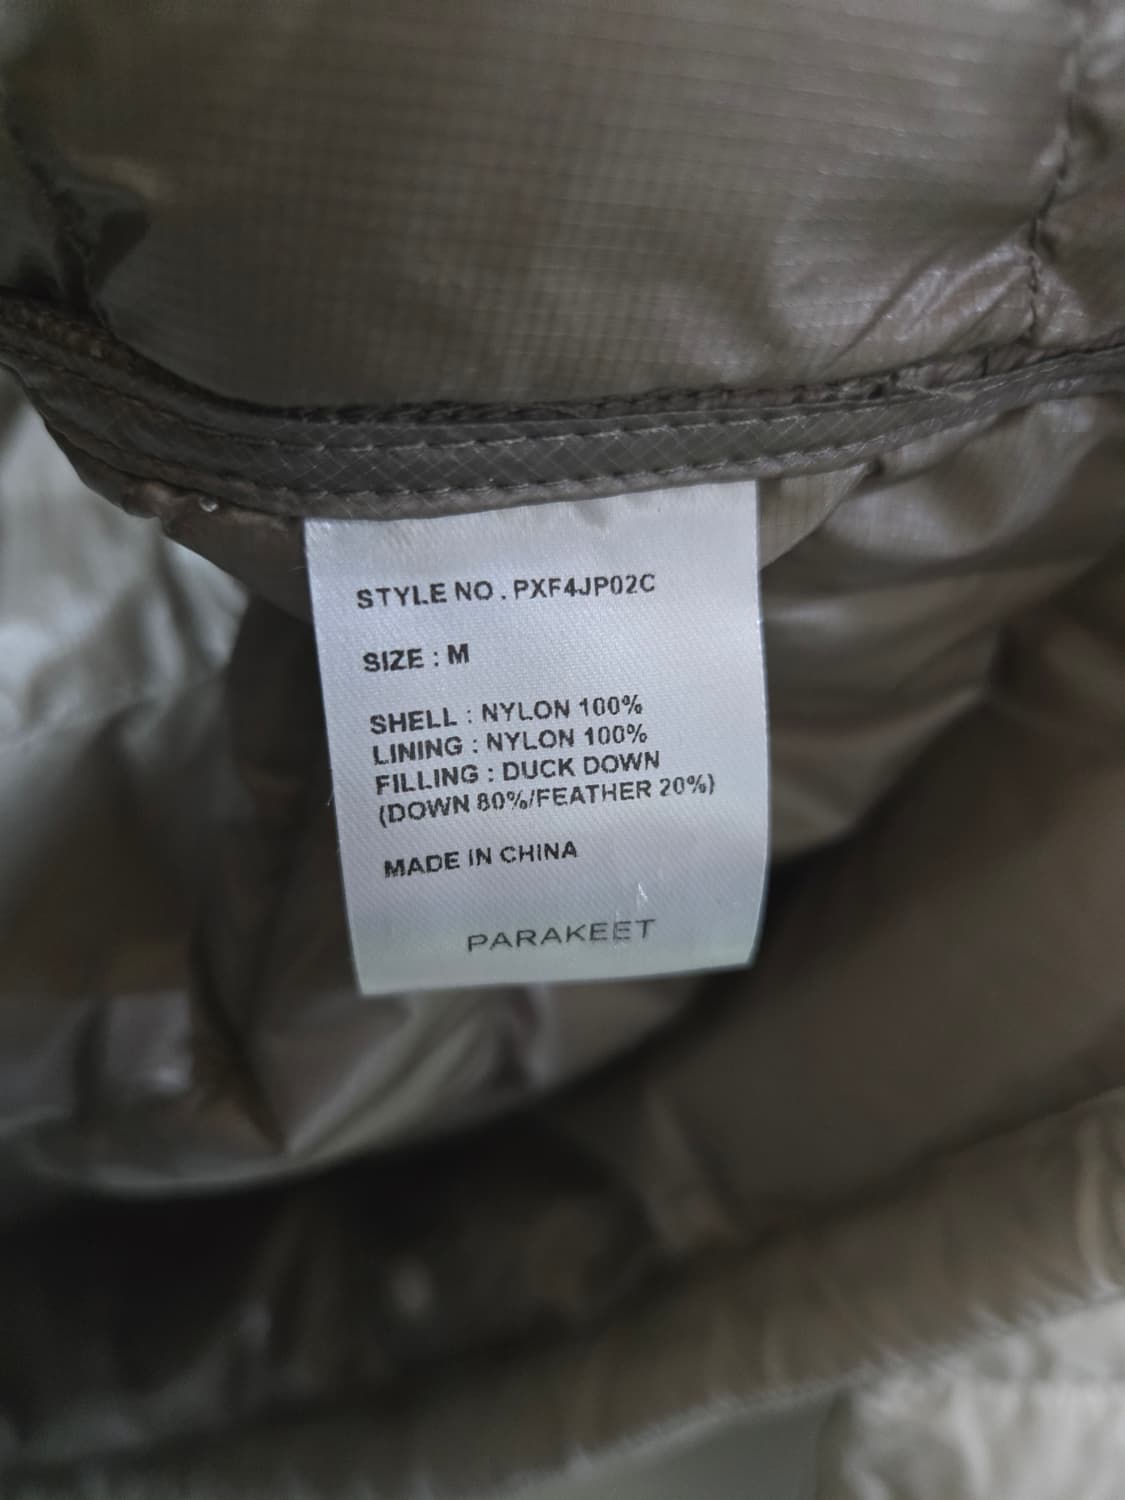 STYLE NO. PXF4JP02C
SIZE : M
SHELL : NYLON 100%
LINING : NYLON 100%
FILLING : DUCK DOWN
(DOWN 80%/FEATHER 20%)
MADE IN CHINA
PARAKEET